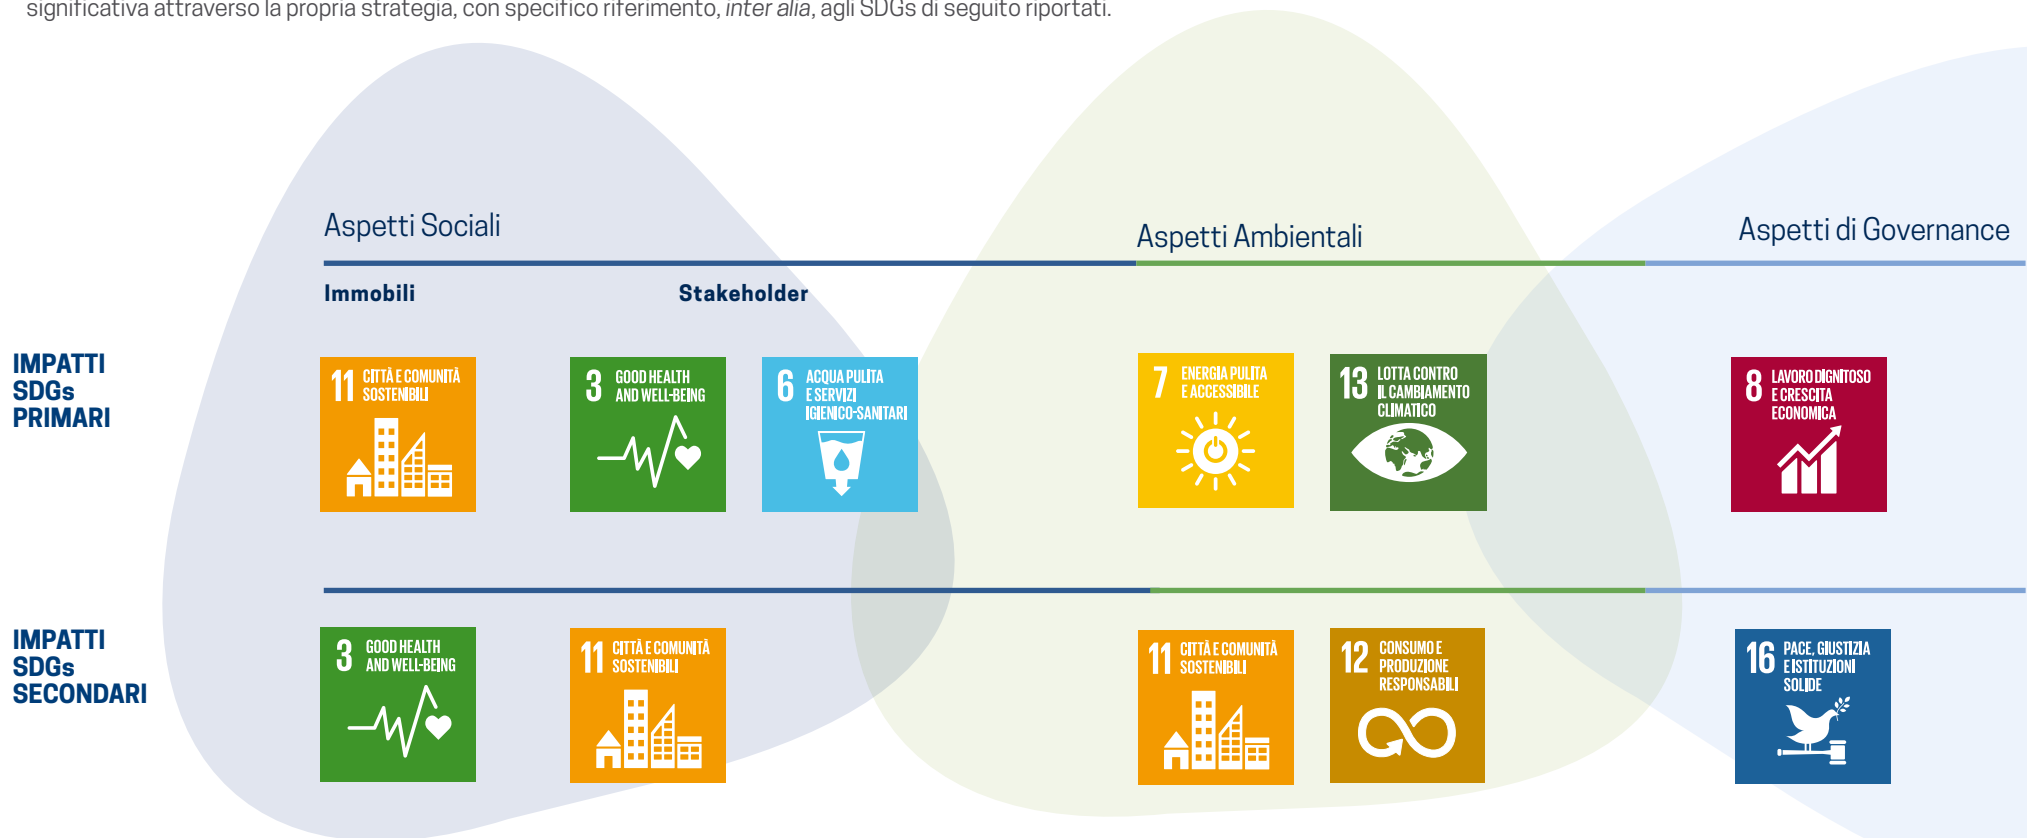 significativa attraverso la propria strategia, con specifico riferimento, inter alia, agli SDGs di seguito riportati.
Aspetti Sociali
Aspetti Ambientali
Aspetti di Governance
Immobili
Stakeholder
IMPATTI
SDGs
PRIMARI
11 CITTÀ E COMUNITÀ
SOSTENIBILI
3 GOOD HEALTH
AND WELL-BEING
6 ACQUA PULITA
E SERVIZI
IGIENICO-SANITARI
7 ENERGIA PULITA
E ACCESSIBILE
13 LOTTA CONTRO
IL CAMBIAMENTO
CLIMATICO
8 LAVORO DIGNITOSO
E CRESCITA
ECONOMICA
IMPATTI
SDGs
SECONDARI
3 GOOD HEALTH
AND WELL-BEING
11 CITTÀ E COMUNITÀ
SOSTENIBILI
11 CITTÀ E COMUNITÀ
SOSTENIBILI
12 CONSUMO E
PRODUZIONE
RESPONSABILI
16 PACE, GIUSTIZIA
E ISTITUZIONI
SOLIDE